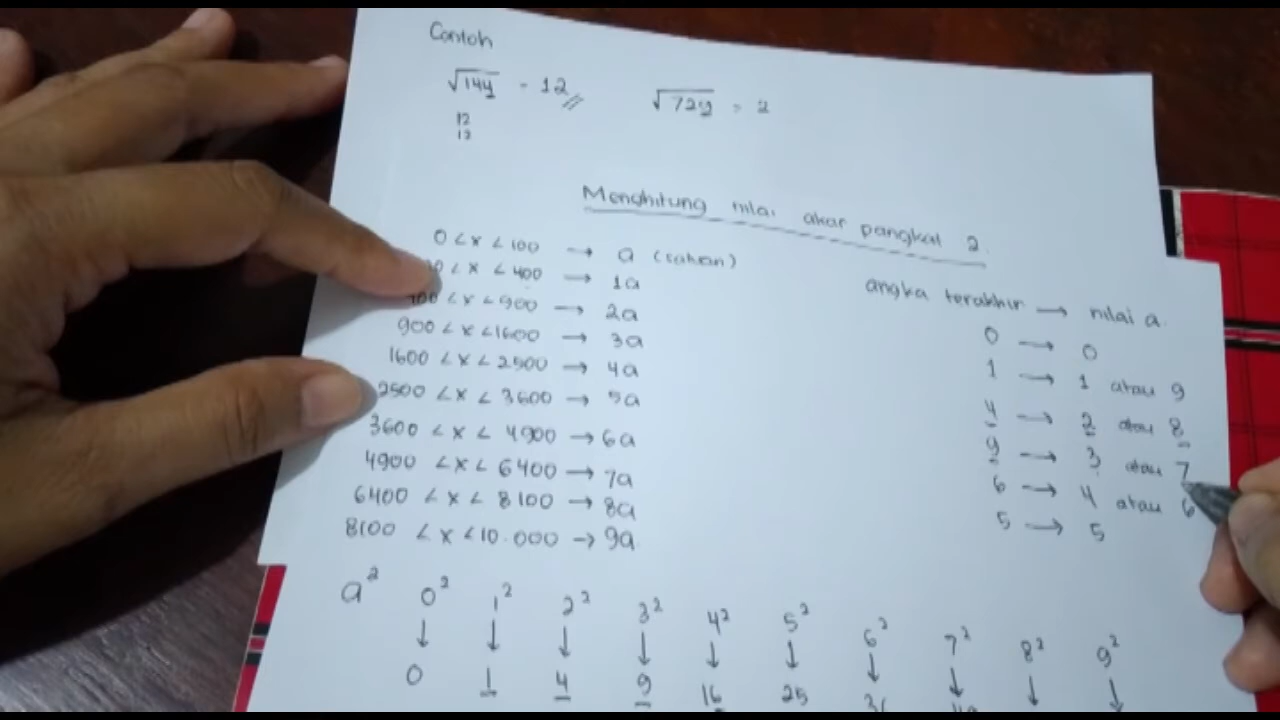 Contoh
√144 = 12 √729 = 2
12
12
Menghitung nilai akar pangkat 2.
0 < x < 100 → a (satuan)
00 < x < 400 → 1a
400 < x < 900 → 2a
900 < x < 1600 → 3a
1600 < x < 2500 → 4a
2500 < x < 3600 → 5a
3600 < x < 4900 → 6a
4900 < x < 6400 → 7a
6400 < x < 8100 → 8a
8100 < x < 10.000 → 9a
angka terakhir → nilai a.
0 → 0
1 → 1 atau 9
4 → 2 atau 8
9 → 3 atau 7
6 → 4 atau 6
5 → 5
a² 0² 1² 2² 3² 4² 5² 6² 7² 8² 9²
↓ ↓ ↓ ↓ ↓ ↓ ↓ ↓ ↓ ↓
0 1 4 9 16 25